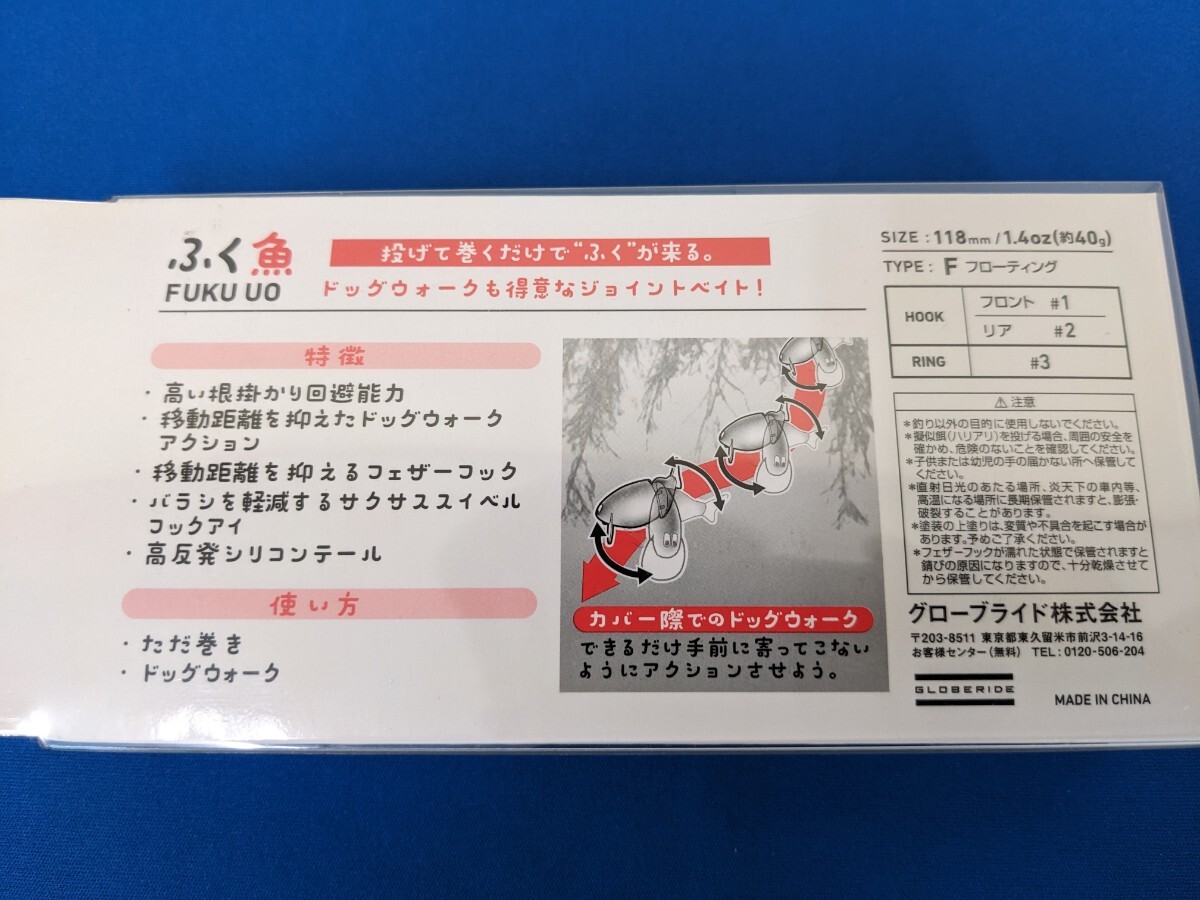 ふく魚
FUKU UO
投げて巻くだけで“ふく”が来る。
ドッグウォークも得意なジョイントベイト!
特徴
・高い根掛かり回避能力
・移動距離を抑えたドッグウォーク
アクション
・移動距離を抑えるフェザーフック
・バラシを軽減するサクサススイベル
フックアイ
・高反発シリコンテール
使い方
・ただ巻き
・ドッグウォーク
カバー際でのドッグウォーク
できるだけ手前に寄ってこない
ようにアクションさせよう。
SIZE : 118mm/1.4oz(約40g)
TYPE : F フローティング
HOOK フロント #1
リア #2
RING #3
⚠ 注意
*釣り以外の目的に使用しないでください。
*擬似餌(ハリアリ)を投げる場合、周囲の安全を
確かめ、危険のないことを確認してください。
*子供または幼児の手の届かない所へ保管して
ください。
*直射日光のあたる場所、炎天下の車内等、
高温になる場所に長期保管されますと、膨張・
破裂することがあります。
*塗装の上塗りは、変質や不具合を起こす場合が
あります。予めご了承ください。
*フェザーフックが濡れた状態で保管されますと
錆びの原因になりますので、十分乾燥させて
から保管してください。
グローブライド株式会社
〒203-8511 東京都東久留米市前沢3-14-16
お客様センター(無料) TEL : 0120-506-204
GLOBERIDE
MADE IN CHINA